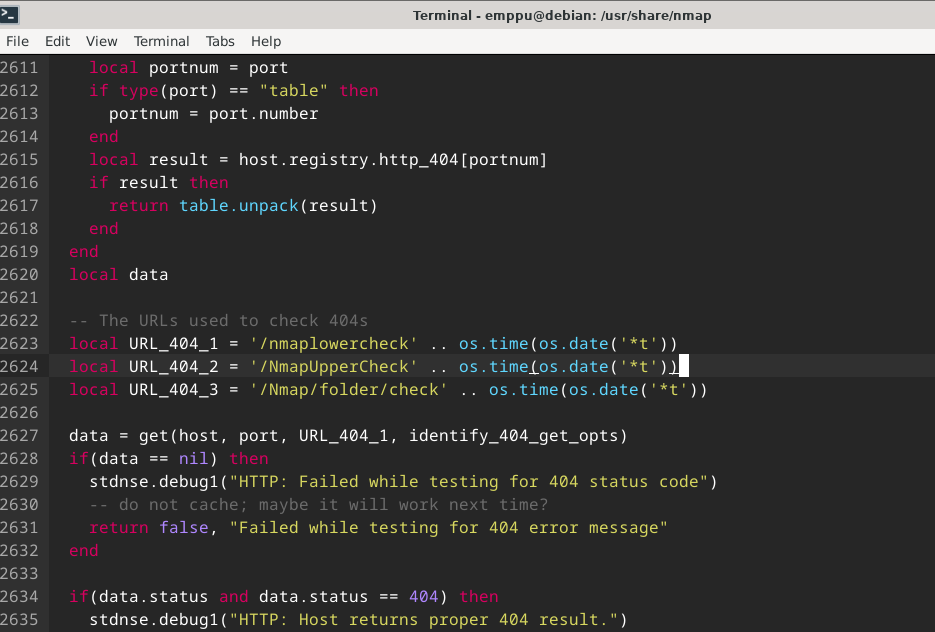 Terminal - emppu@debian: /usr/share/nmap
File Edit View Terminal Tabs Help
2611     local portnum = port
2612     if type(port) == "table" then
2613       portnum = port.number
2614     end
2615     local result = host.registry.http_404[portnum]
2616     if result then
2617       return table.unpack(result)
2618     end
2619   end
2620   local data
2621
2622   -- The URLs used to check 404s
2623   local URL_404_1 = '/nmaplowercheck' .. os.time(os.date('*t'))
2624   local URL_404_2 = '/NmapUpperCheck' .. os.time(os.date('*t'))
2625   local URL_404_3 = '/Nmap/folder/check' .. os.time(os.date('*t'))
2626
2627   data = get(host, port, URL_404_1, identify_404_get_opts)
2628   if(data == nil) then
2629     stdnse.debug1("HTTP: Failed while testing for 404 status code")
2630     -- do not cache; maybe it will work next time?
2631     return false, "Failed while testing for 404 error message"
2632   end
2633
2634   if(data.status and data.status == 404) then
2635     stdnse.debug1("HTTP: Host returns proper 404 result.")